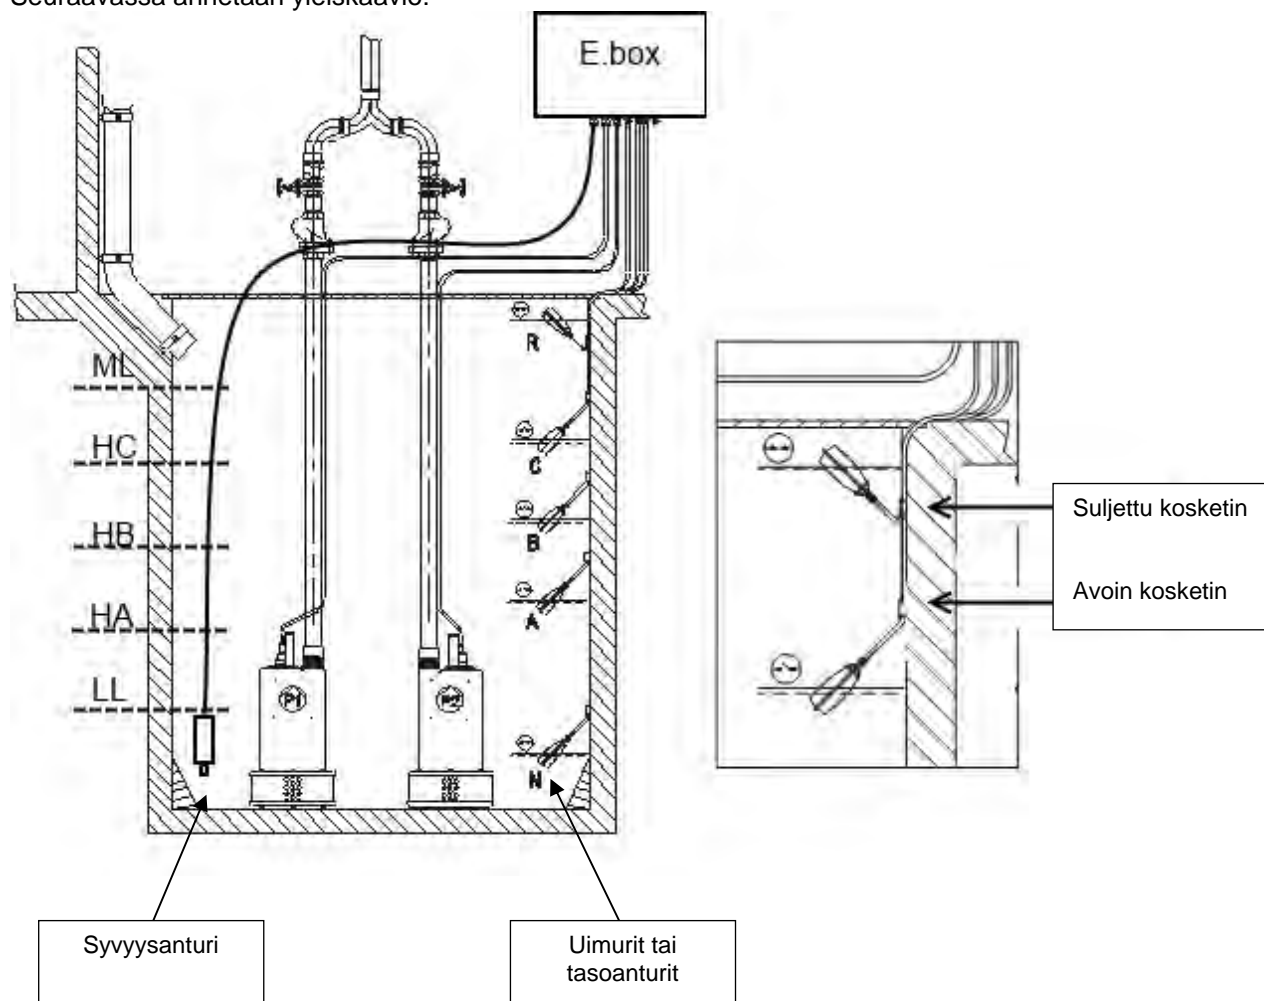 Seuraavassa annetaan yleiskaavio.
E.box
ML
HC
HB
HA
LL
R
C
B
A
N
P1
P2
Suljettu kosketin
Avoin kosketin
Syvyysanturi
Uimurit tai
tasoanturit